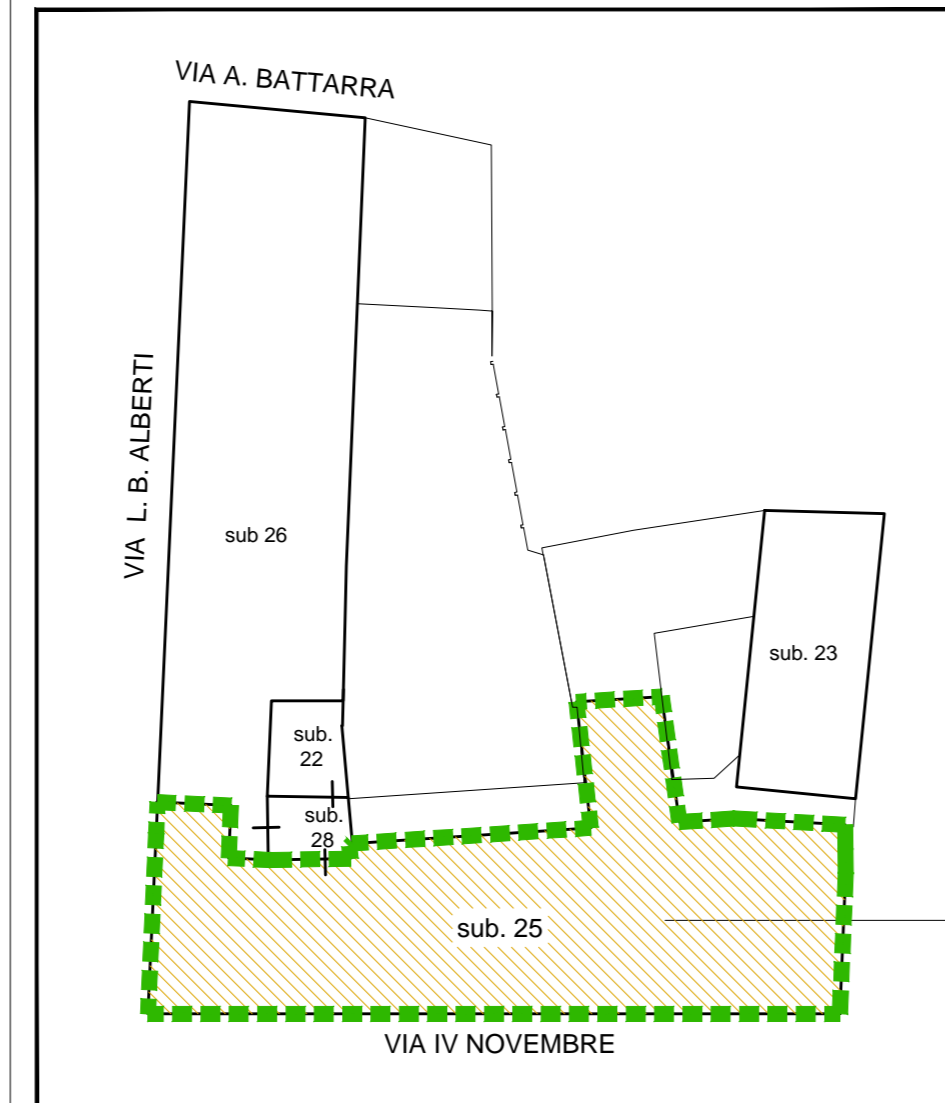 VIA A. BATTARRA
VIA L. B. ALBERTI
sub 26
sub. 23
sub.
22
sub.
28
sub. 25
VIA IV NOVEMBRE